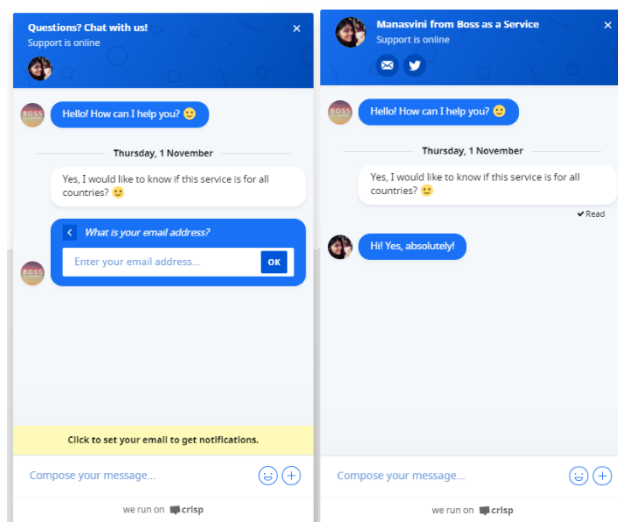 Questions? Chat with us!
Support is online
BOSS
Hello! How can I help you?
Thursday, 1 November
Yes, I would like to know if this service is for all
countries?
What is your email address?
Enter your email address...
OK
BOSS
Click to set your email to get notifications.
Compose your message...
we run on crisp
Manasvini from Boss as a Service
Support is online
BOSS
Hello! How can I help you?
Thursday, 1 November
Yes, I would like to know if this service is for all
countries?
Read
Hi! Yes, absolutely!
Compose your message...
we run on crisp